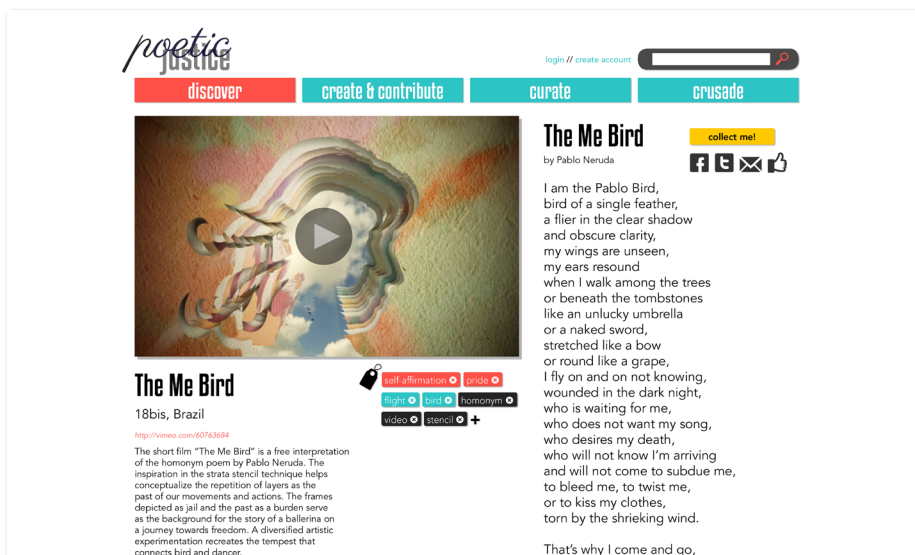 poetic
justice
login // create account
discover
create & contribute
curate
crusade
The Me Bird
by Pablo Neruda
collect me!
I am the Pablo Bird,
bird of a single feather,
a flier in the clear shadow
and obscure clarity,
my wings are unseen,
my ears resound
when I walk among the trees
or beneath the tombstones
like an unlucky umbrella
or a naked sword,
stretched like a bow
or round like a grape,
I fly on and on not knowing,
wounded in the dark night,
who is waiting for me,
who does not want my song,
who desires my death,
who will not know I'm arriving
and will not come to subdue me,
to bleed me, to twist me,
or to kiss my clothes,
torn by the shrieking wind.
That's why I come and go,
The Me Bird
18bis, Brazil
http://vimeo.com/60763684
The short film "The Me Bird" is a free interpretation
of the homonym poem by Pablo Neruda. The
inspiration in the strata stencil technique helps
conceptualize the repetition of layers as the
past of our movements and actions. The frames
depicted as jail and the past as a burden serve
as the background for the story of a ballerina on
a journey towards freedom. A diversified artistic
experimentation recreates the tempest that
connects bird and dancer.
self-affirmation
pride
flight
bird
homonym
video
stencil